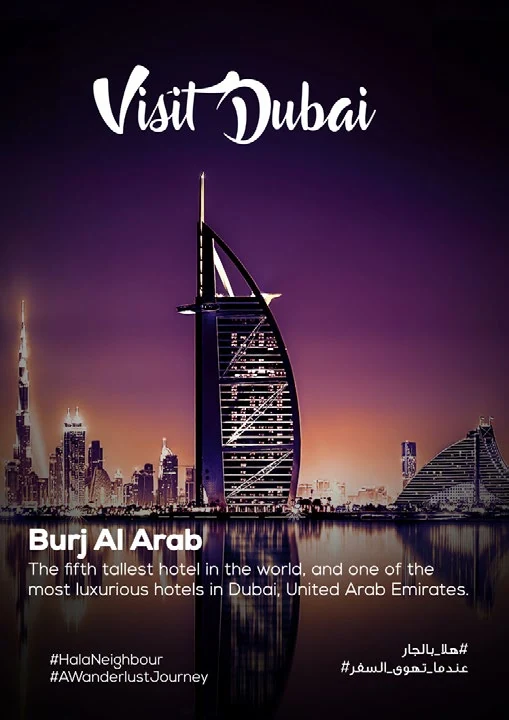 Visit Dubai
Burj Al Arab
The fifth tallest hotel in the world, and one of the
most luxurious hotels in Dubai, United Arab Emirates.
#HalaNeighbour
#AWanderlustJourney
#هلا_بالجار
#عندما_تهوى_السفر